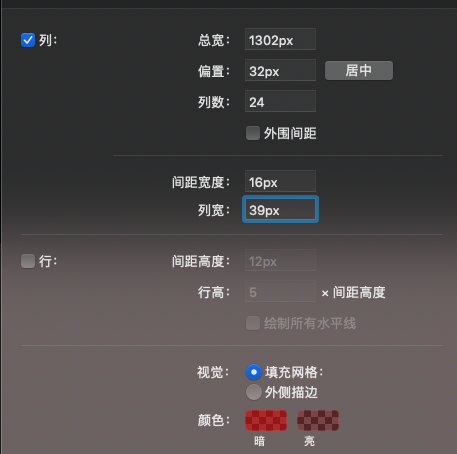 列： 总宽： 1302px
偏置： 32px 居中
列数： 24
外围间距
间距宽度： 16px
列宽： 39px
行： 间距高度： 12px
行高： 5 × 间距高度
绘制所有水平线
视觉： 填充网格：
外侧描边
颜色：
暗 亮